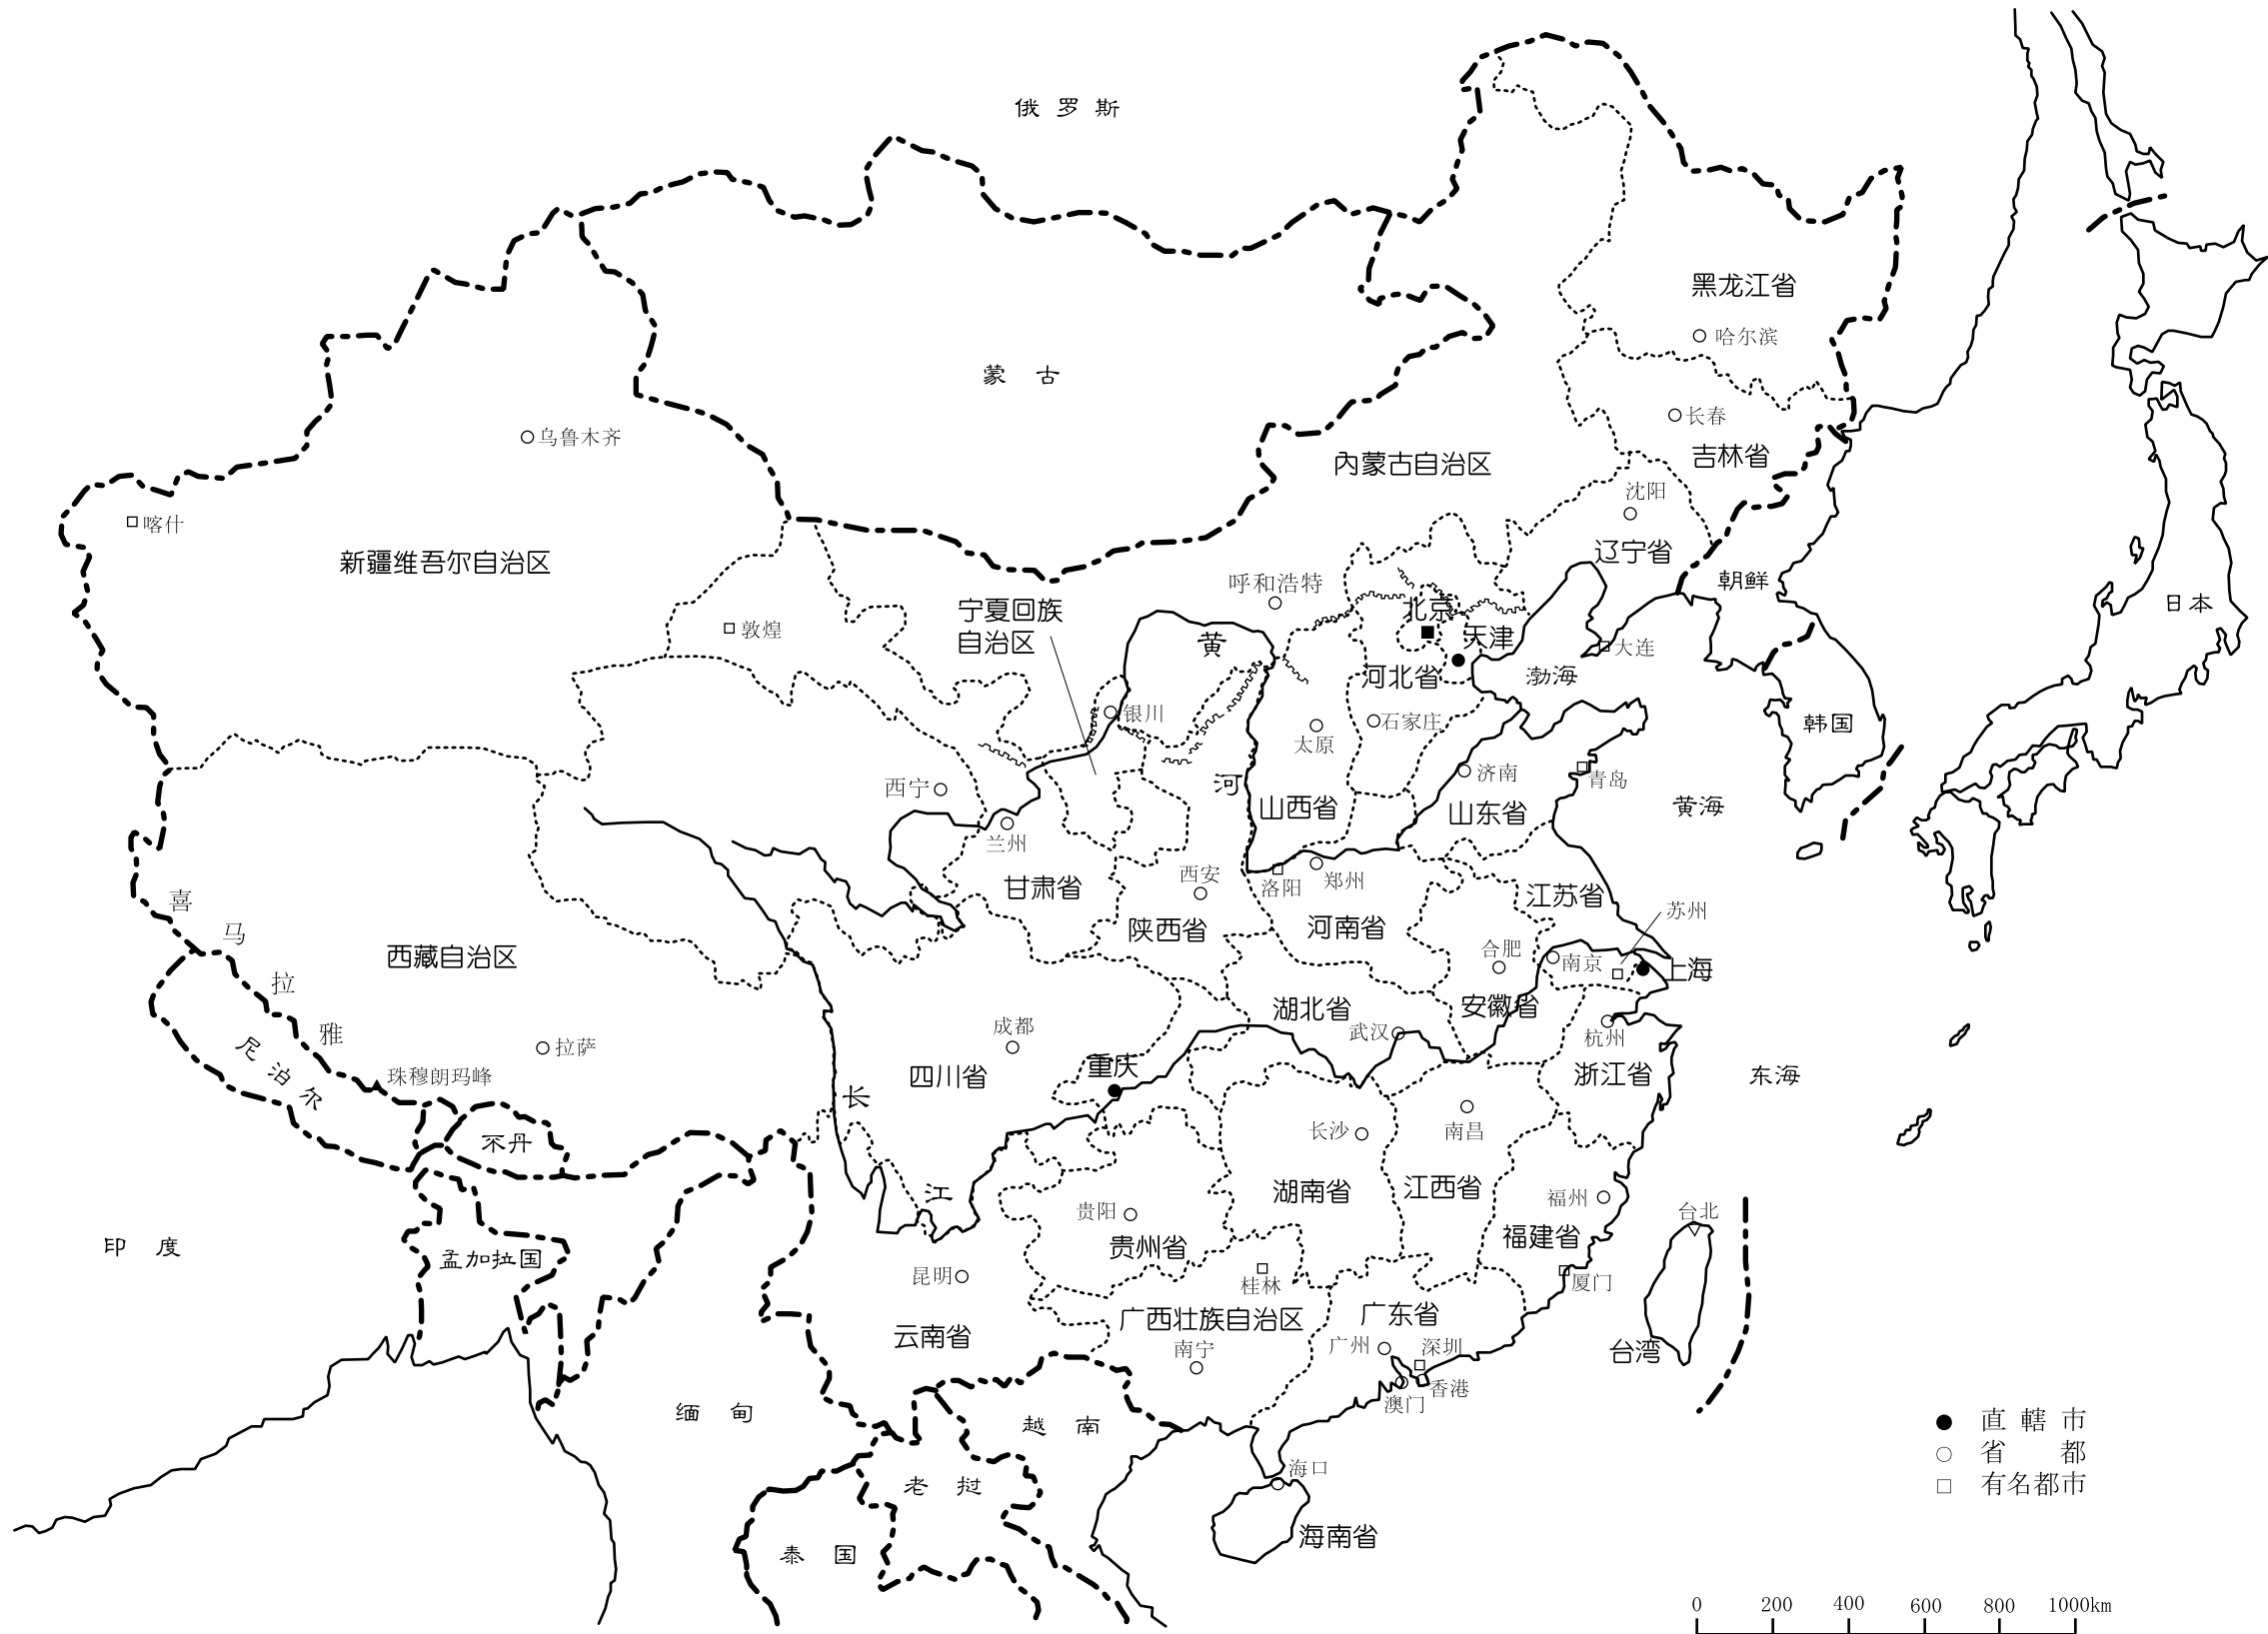 俄罗斯
蒙古
黑龙江省
哈尔滨
长春
吉林省
内蒙古自治区
沈阳
辽宁省
朝鲜
日本
乌鲁木齐
喀什
新疆维吾尔自治区
敦煌
宁夏回族
自治区
呼和浩特
黄
北京
天津
大连
河北省
渤海
银川
石家庄
太原
韩国
西宁
河
济南
青岛
山西省
山东省
黄海
兰州
甘肃省
西安
洛阳
郑州
陕西省
河南省
江苏省
苏州
喜
马
拉
雅
西藏自治区
合肥
南京
上海
湖北省
安徽省
武汉
杭州
尼泊尔
珠穆朗玛峰
拉萨
成都
四川省
重庆
长
浙江省
东海
不丹
长沙
南昌
江
湖南省
江西省
福州
台北
贵阳
贵州省
福建省
印度
孟加拉国
昆明
桂林
厦门
云南省
广西壮族自治区
南宁
广东省
广州
深圳
香港
澳门
台湾
缅甸
越南
老挝
泰国
海口
海南省
直辖市
省都
有名都市
0 200 400 600 800 1000km